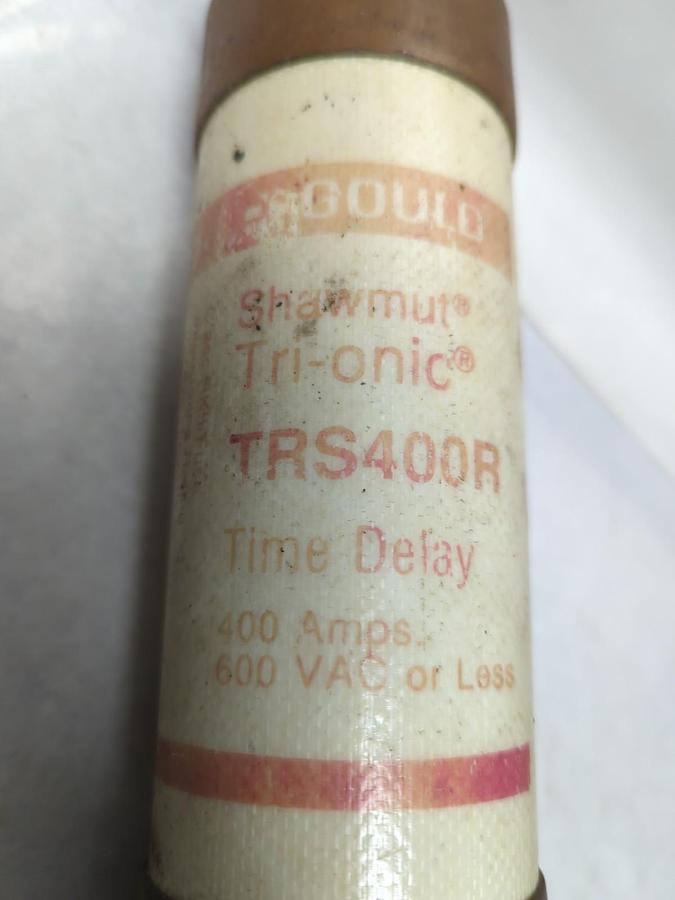 GOULD
Shawmut®
Tri-onic®
TRS400R
Time Delay
400 Amps.
600 VAC or Less